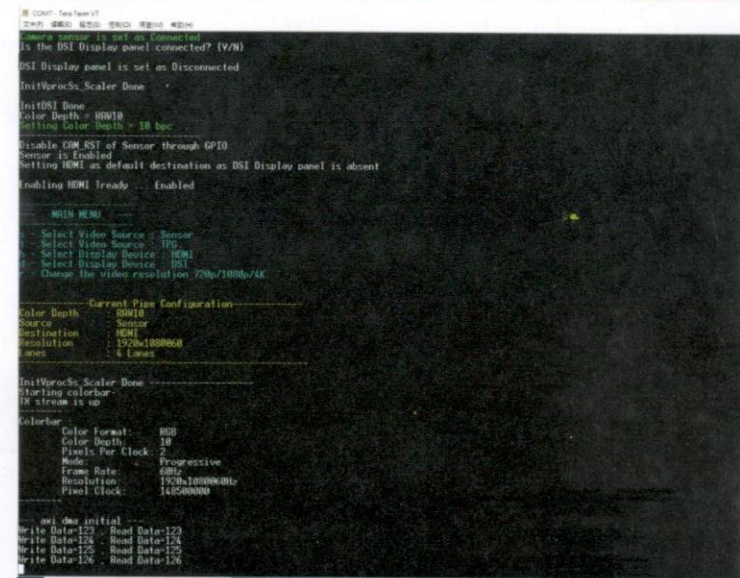 COM7 - Tera Term VT
Camera sensor is set as Connected
Is the DSI Display panel connected? (Y/N)
DSI Display panel is set as Disconnected
InitVprocSs_Scaler Done
InitDSI Done
Color Depth = RAW10
Setting Color Depth = 10 bpc
Disable CAM_RST of Sensor through GPIO
Sensor is Enabled
Setting HDMI as default destination as DSI Display panel is absent
Enabling HDMI Tready ... Enabled
MAIN MENU
- Select Video Source : Sensor
- Select Video Source : TPG
h - Select Display Device : HDMI
- Select Display Device : DSI
r - Change the video resolution 720p/1080p/4K
---------------Current Pipe Configuration---------------
Color Depth : RAW10
Source : Sensor
Destination : HDMI
Resolution : 1920x1080@60
Lanes : 4 Lanes
InitVprocSs_Scaler Done ---------------------
Starting colorbar-
TX stream is up
Colorbar
Color Format: RGB
Color Depth: 10
Pixels Per Clock: 2
Mode: Progressive
Frame Rate: 60Hz
Resolution: 1920x1080@60Hz
Pixel Clock: 148500000
--- axi dma initial ---
Write Data-123 . Read Data-123
Write Data-124 . Read Data-124
Write Data-125 . Read Data-125
Write Data-126 . Read Data-126